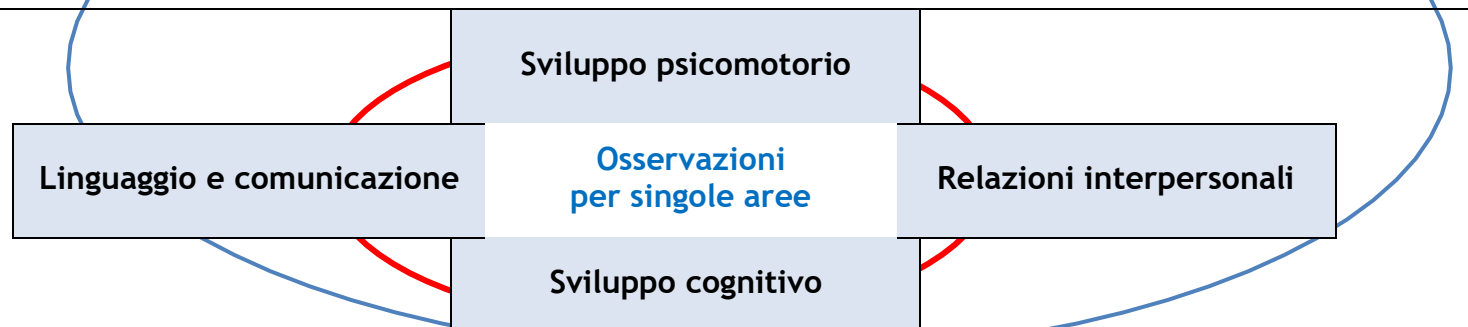 Sviluppo psicomotorio
Linguaggio e comunicazione
Osservazioni
per singole aree
Relazioni interpersonali
Sviluppo cognitivo